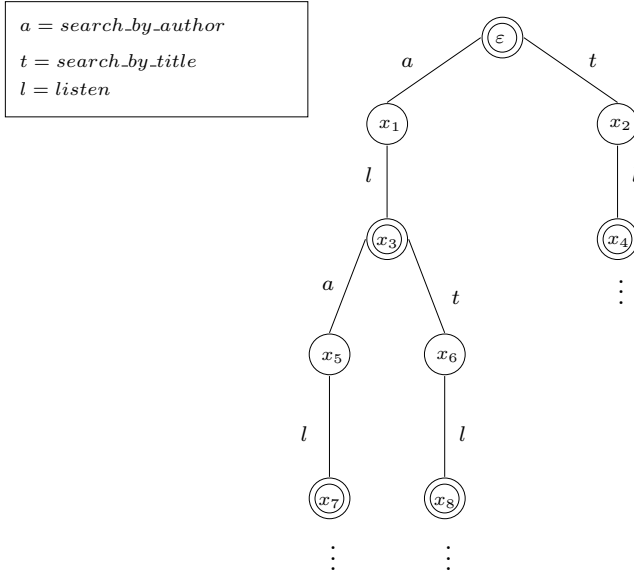 a = search_by_author
t = search_by_title
l = listen
ε
a
t
x₁
x₂
l
x₃
x₄
a
t
x₅
x₆
l
l
x₇
x₈